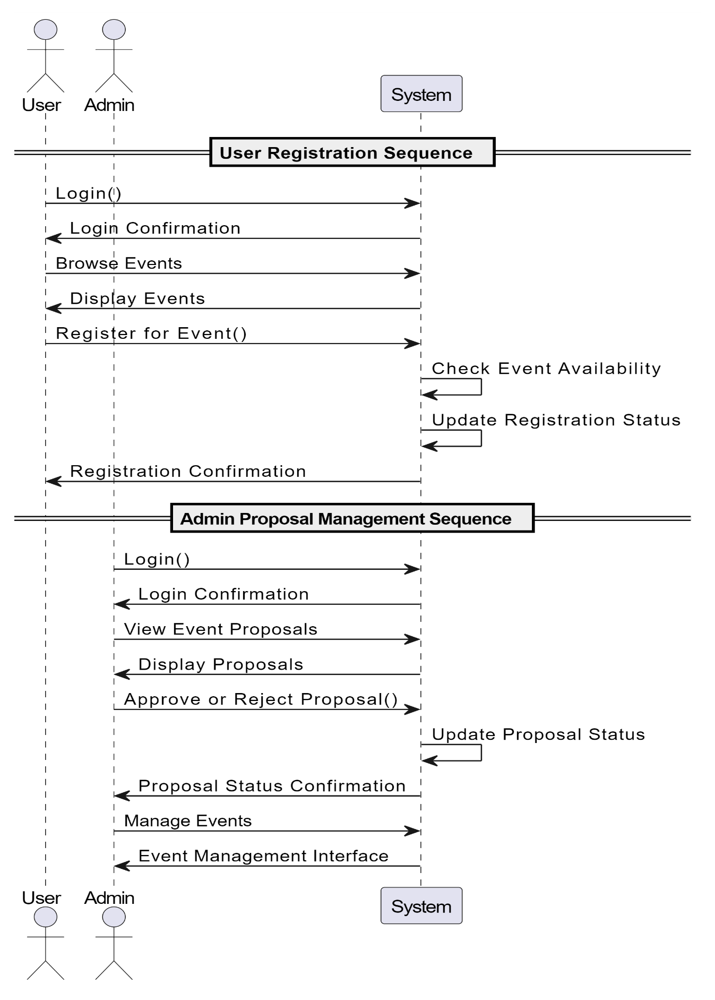 User
Admin
System
User Registration Sequence
Login()
Login Confirmation
Browse Events
Display Events
Register for Event()
Check Event Availability
Update Registration Status
Registration Confirmation
Admin Proposal Management Sequence
Login()
Login Confirmation
View Event Proposals
Display Proposals
Approve or Reject Proposal()
Update Proposal Status
Proposal Status Confirmation
Manage Events
Event Management Interface
User
Admin
System